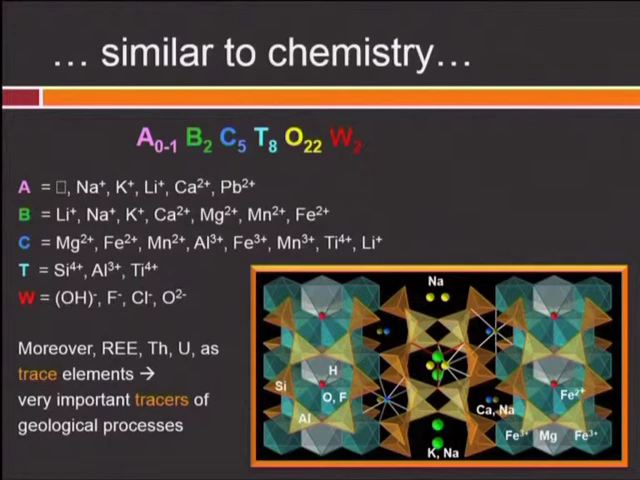 … similar to chemistry…
A0-1 B2 C5 T8 O22 W2
A = □, Na⁺, K⁺, Li⁺, Ca²⁺, Pb²⁺
B = Li⁺, Na⁺, K⁺, Ca²⁺, Mg²⁺, Mn²⁺, Fe²⁺
C = Mg²⁺, Fe²⁺, Mn²⁺, Al³⁺, Fe³⁺, Mn³⁺, Ti⁴⁺, Li⁺
T = Si⁴⁺, Al³⁺, Ti⁴⁺
W = (OH)⁻, F⁻, Cl⁻, O²⁻
Moreover, REE, Th, U, as
trace elements →
very important tracers of
geological processes
Na
H
Si
O, F
Fe²⁺
Al
Ca, Na
Fe³⁺ Mg Fe³⁺
K, Na